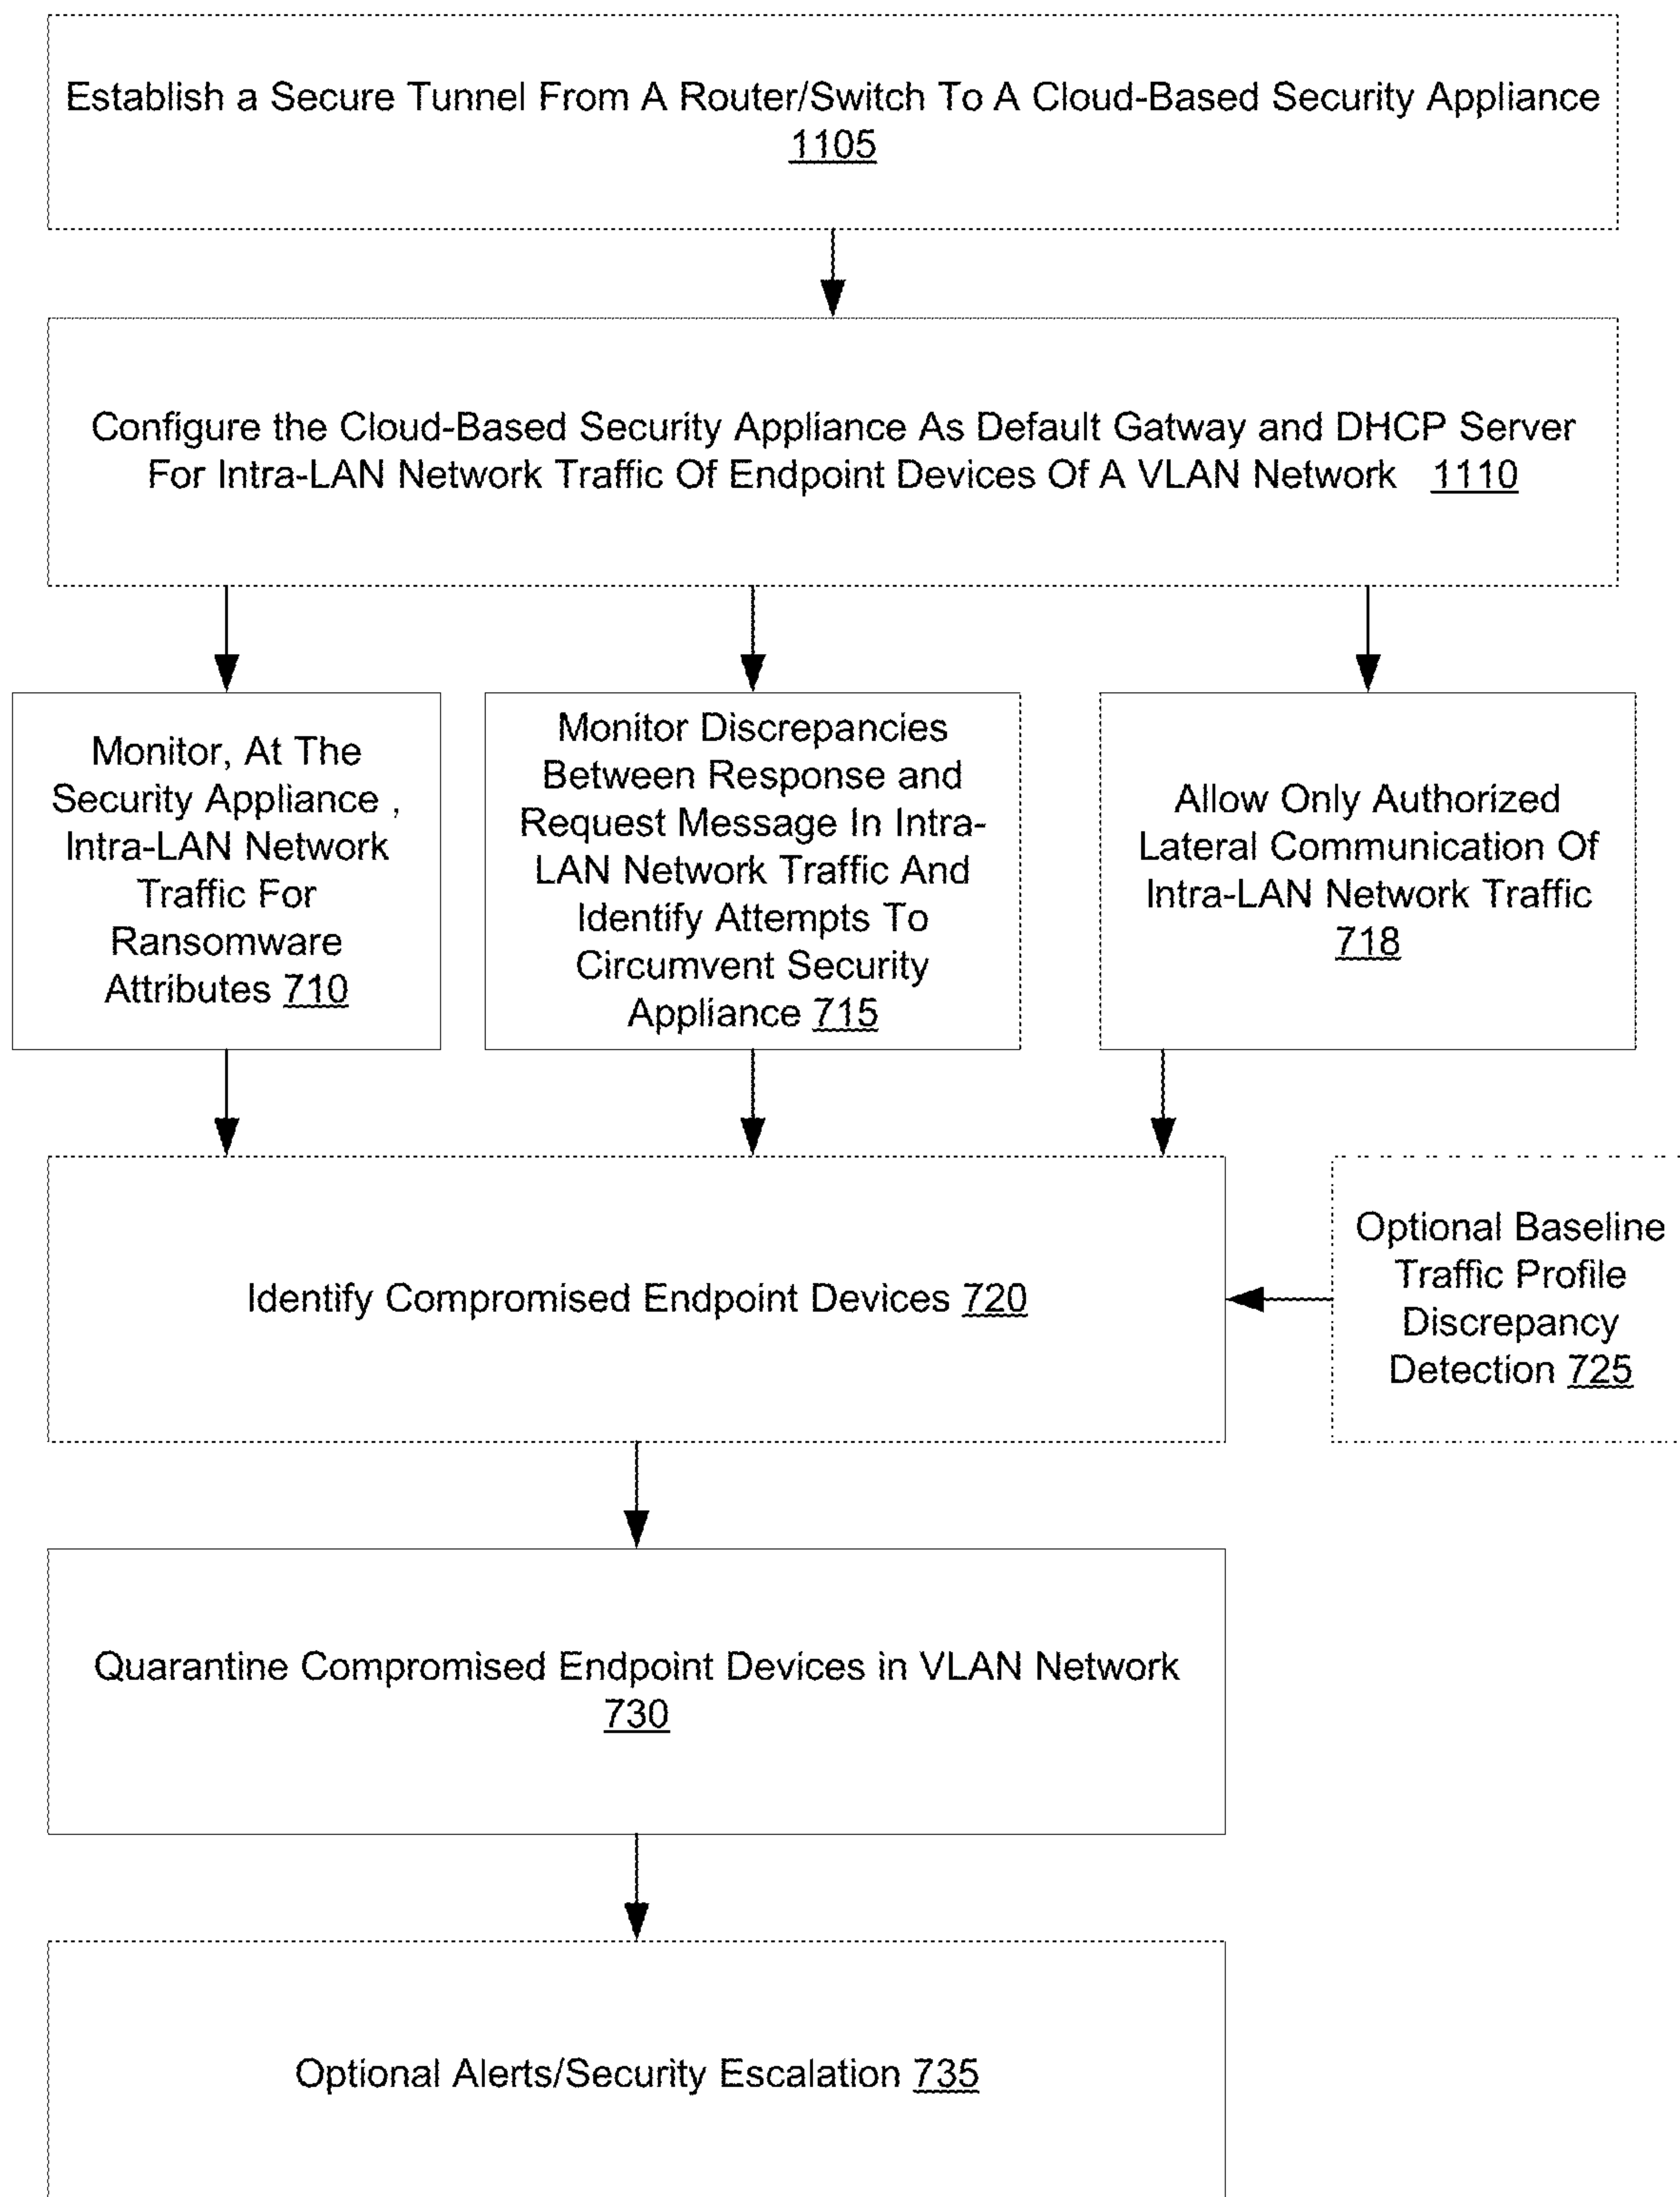 Establish a Secure Tunnel From A Router/Switch To A Cloud-Based Security Appliance
1105
Configure the Cloud-Based Security Appliance As Default Gatway and DHCP Server
For Intra-LAN Network Traffic Of Endpoint Devices Of A VLAN Network 1110
Monitor, At The
Security Appliance ,
Intra-LAN Network
Traffic For
Ransomware
Attributes 710
Monitor Discrepancies
Between Response and
Request Message In Intra-
LAN Network Traffic And
Identify Attempts To
Circumvent Security
Appliance 715
Allow Only Authorized
Lateral Communication Of
Intra-LAN Network Traffic
718
Identify Compromised Endpoint Devices 720
Optional Baseline
Traffic Profile
Discrepancy
Detection 725
Quarantine Compromised Endpoint Devices in VLAN Network
730
Optional Alerts/Security Escalation 735